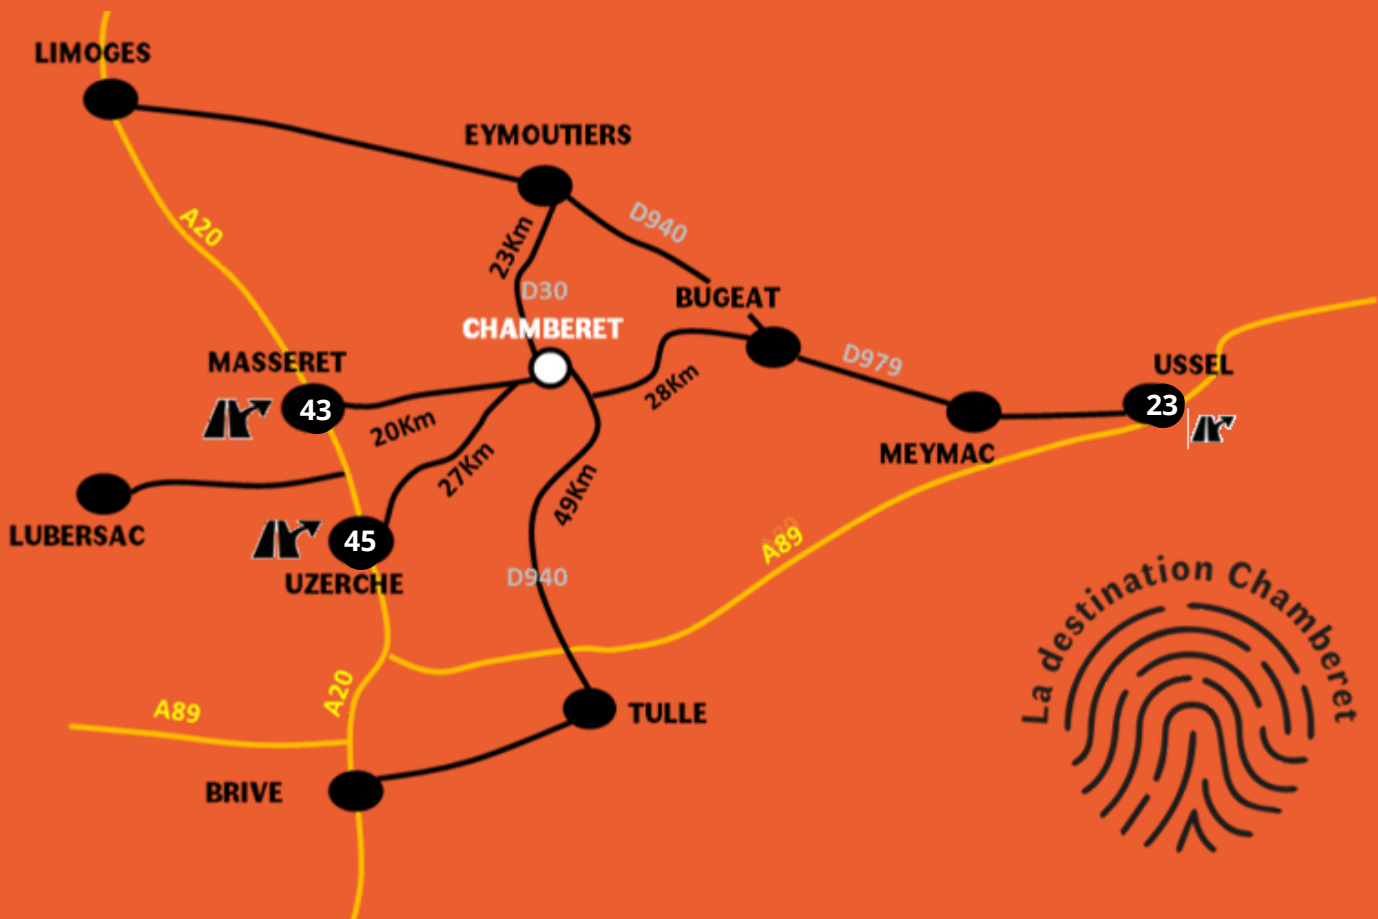 LIMOGES
EYMOUTIERS
A20
D940
23Km
D30
BUGEAT
CHAMBERET
D979
MASSERET
USSEL
28Km
43
23
20Km
MEYMAC
27Km
49Km
LUBERSAC
45
A89
UZERCHE
D940
La destination Chamberet
A20
A89
TULLE
BRIVE